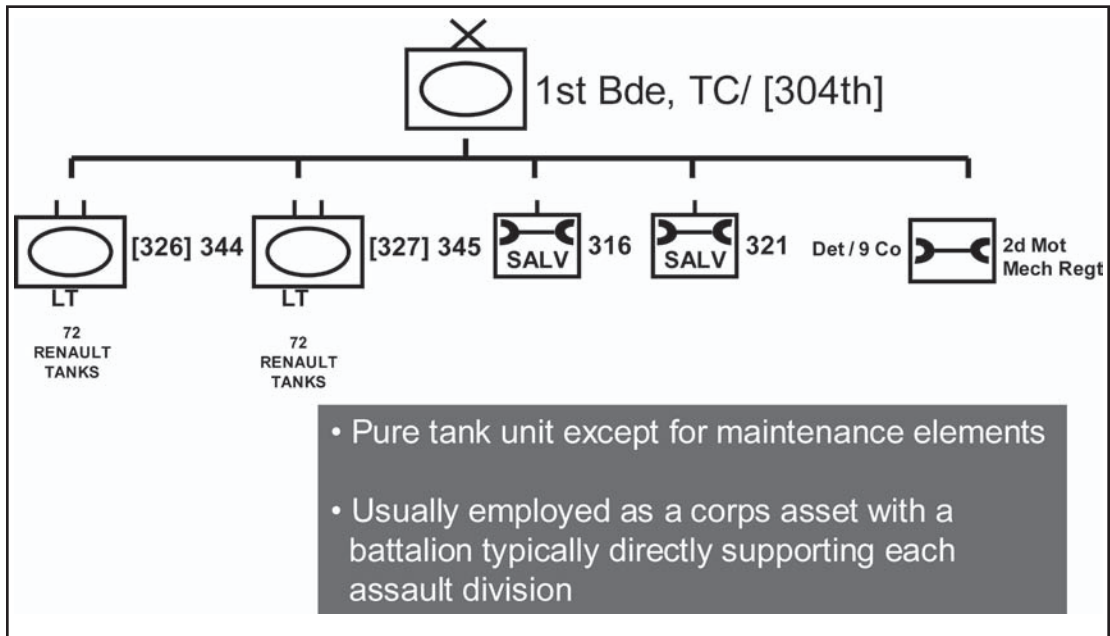 1st Bde, TC/ [304th]
[326] 344
LT
72
RENAULT
TANKS
[327] 345
LT
72
RENAULT
TANKS
SALV
316
SALV
321
Det / 9 Co
2d Mot
Mech Regt
• Pure tank unit except for maintenance elements
• Usually employed as a corps asset with a
battalion typically directly supporting each
assault division